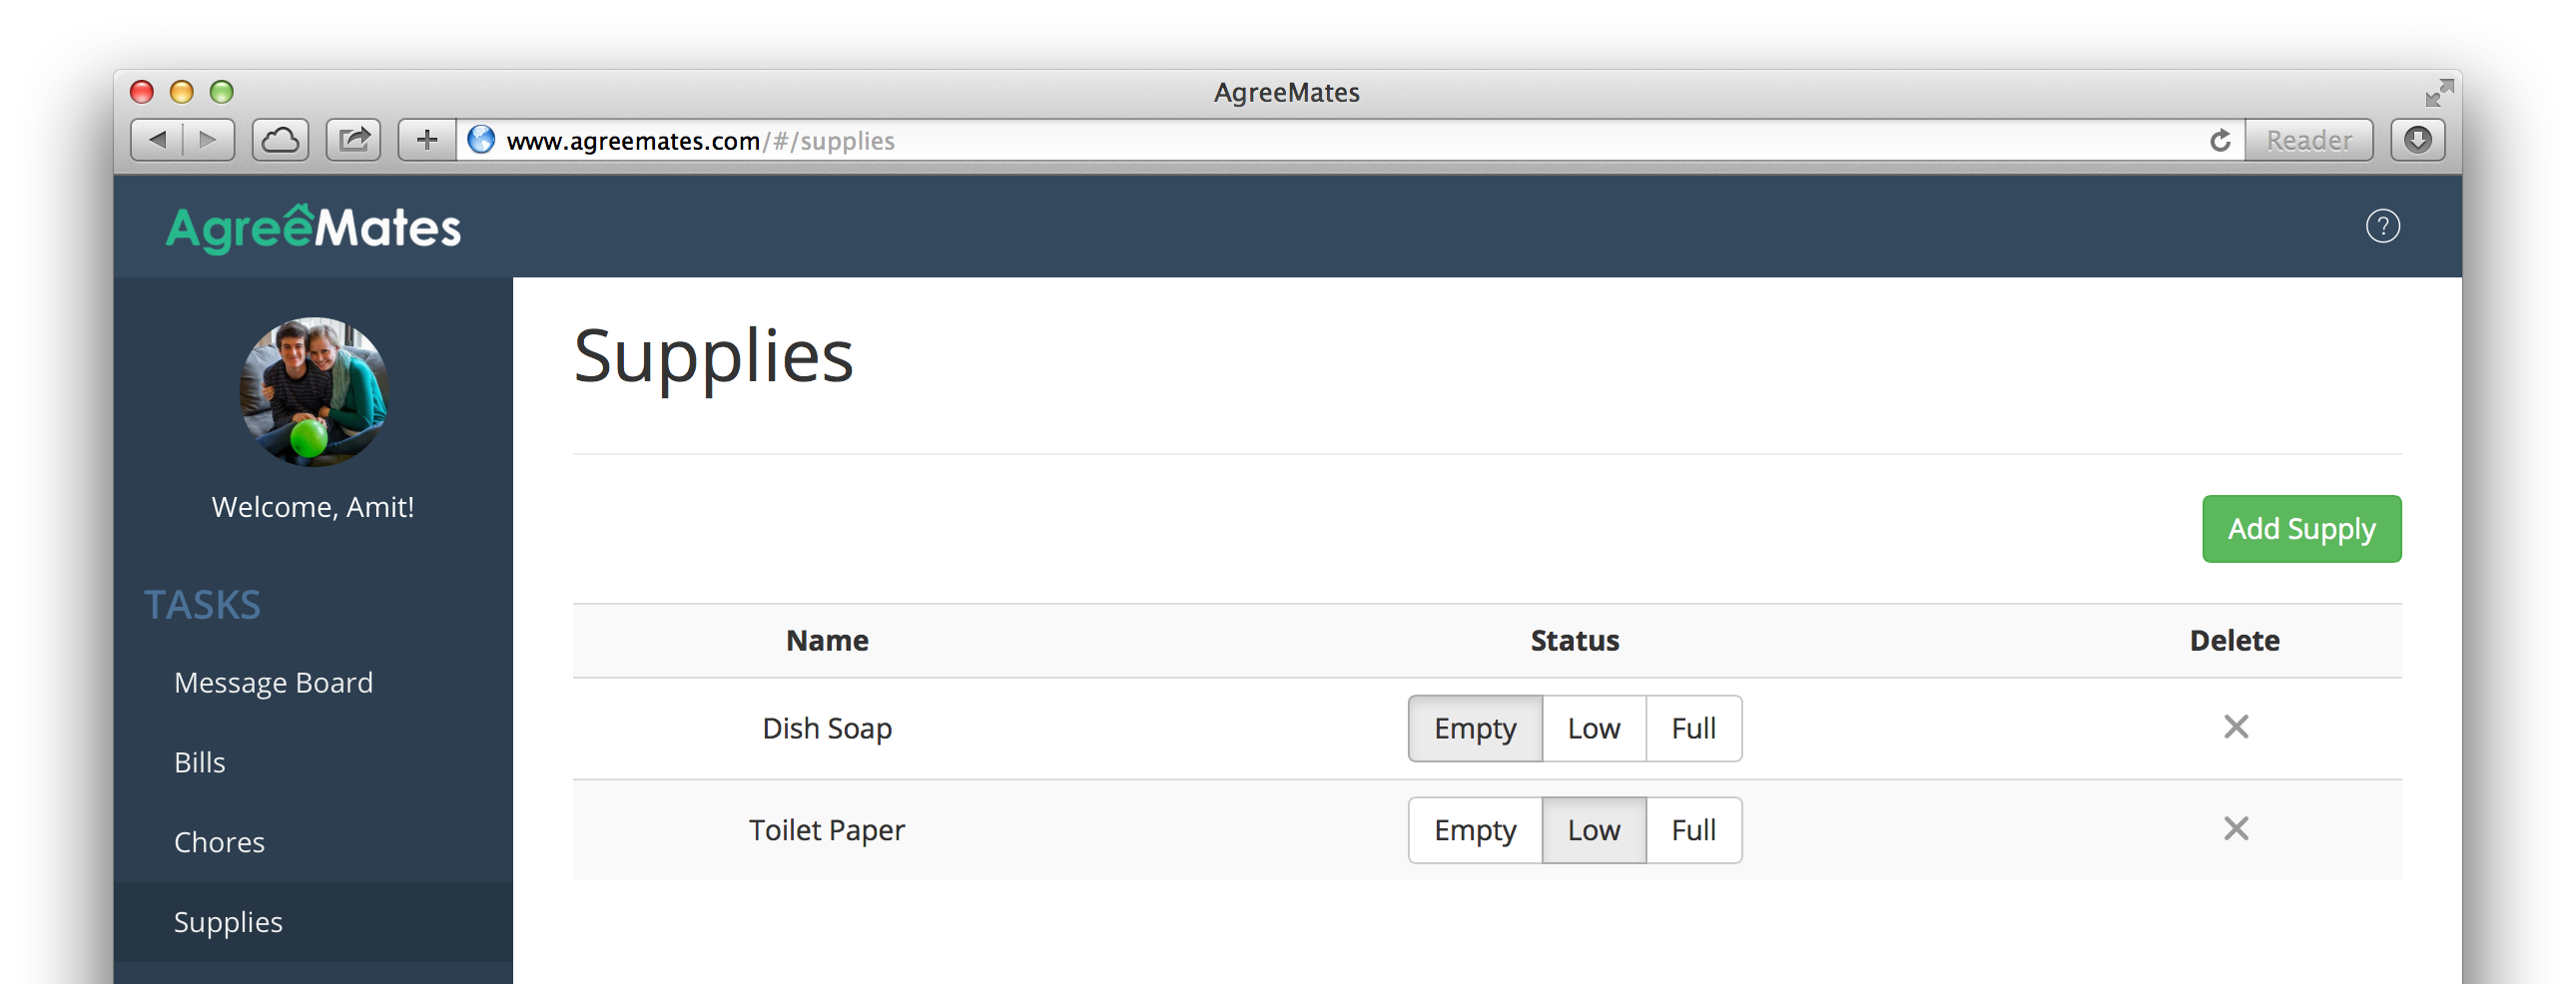 AgreeMates
www.agreemates.com/#/supplies
Reader
AgreeMates
?
Welcome, Amit!
TASKS
Message Board
Bills
Chores
Supplies
Supplies
Add Supply
Name Status Delete
Dish Soap Empty Low Full
Toilet Paper Empty Low Full